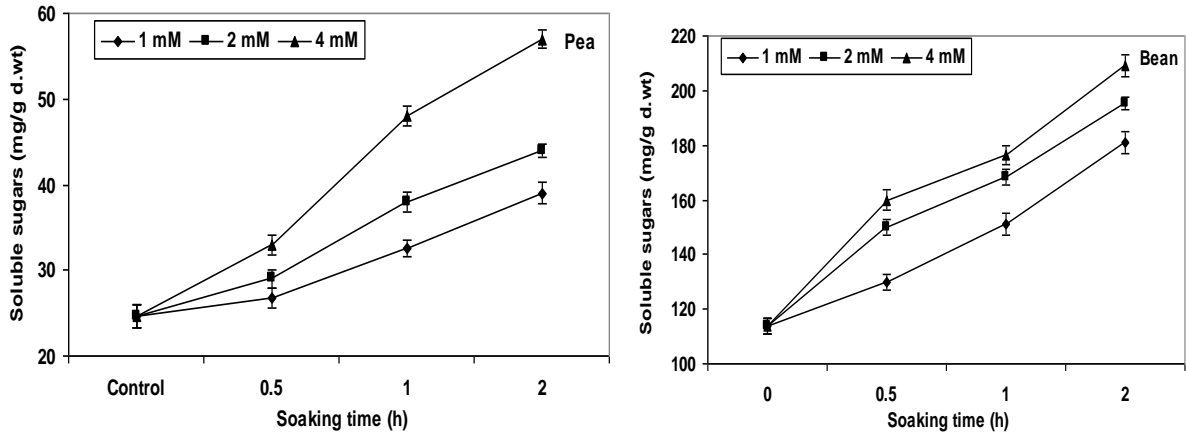 Soluble sugars (mg/g d.wt)
60
50
40
30
20
1 mM 2 mM 4 mM
Pea
Control 0.5 1 2
Soaking time (h)
Soluble sugars (mg/g d.wt)
220
200
180
160
140
120
100
1 mM 2 mM 4 mM
Bean
0 0.5 1 2
Soaking time (h)